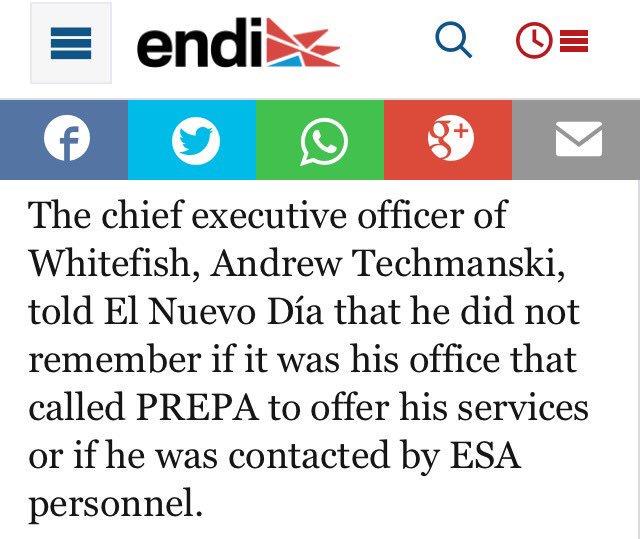 endi
f
g+
The chief executive officer of
Whitefish, Andrew Techmanski,
told El Nuevo Día that he did not
remember if it was his office that
called PREPA to offer his services
or if he was contacted by ESA
personnel.